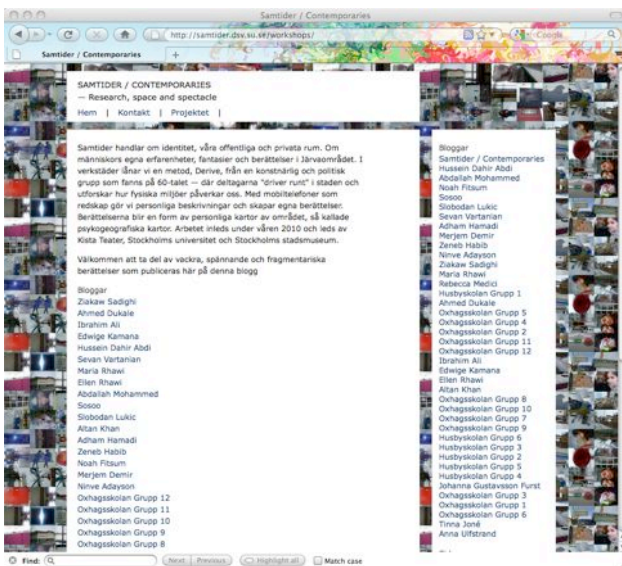 Samtider / Contemporaries
http://samtider.dsv.su.se/workshops/
Google
Samtider / Contemporaries
+
SAMTIDER / CONTEMPORARIES
— Research, space and spectacle
Hem | Kontakt | Projektet |
Samtider handlar om identitet, våra offentliga och privata rum. Om
människors egna erfarenheter, fantasier och berättelser i Järvaområdet. I
verkstäder lånar vi en metod, Derive, från en konstnärlig och politisk
grupp som fanns på 60-talet — där deltagarna "driver runt" i staden och
utforskar hur fysiska miljöer påverkar oss. Med mobiltelefoner som
redskap gör vi personliga beskrivningar och skapar egna berättelser.
Berättelserna blir en form av personliga kartor av området, så kallade
psykogeografiska kartor. Arbetet inleds under våren 2010 och leds av
Kista Teater, Stockholms universitet och Stockholms stadsmuseum.
Välkommen att ta del av vackra, spännande och fragmentariska
berättelser som publiceras här på denna blogg
Bloggar
Ziakaw Sadighi
Ahmed Dukale
Ibrahim Ali
Edwige Kamana
Hussein Dahir Abdi
Sevan Vartanian
Maria Rhawi
Ellen Rhawi
Abdallah Mohammed
Sosoo
Slobodan Lukic
Altan Khan
Adham Hamadi
Zeneb Habib
Noah Fitsum
Merjem Demir
Ninve Adayson
Oxhagsskolan Grupp 12
Oxhagsskolan Grupp 11
Oxhagsskolan Grupp 10
Oxhagsskolan Grupp 9
Oxhagsskolan Grupp 8
Bloggar
Samtider / Contemporaries
Hussein Dahir Abdi
Abdallah Mohammed
Noah Fitsum
Sosoo
Slobodan Lukic
Sevan Vartanian
Adham Hamadi
Merjem Demir
Zeneb Habib
Ninve Adayson
Ziakaw Sadighi
Maria Rhawi
Rebecca Medici
Husbyskolan Grupp 1
Ahmed Dukale
Oxhagsskolan Grupp 5
Oxhagsskolan Grupp 4
Oxhagsskolan Grupp 2
Oxhagsskolan Grupp 11
Oxhagsskolan Grupp 12
Ibrahim Ali
Edwige Kamana
Ellen Rhawi
Altan Khan
Oxhagsskolan Grupp 8
Oxhagsskolan Grupp 10
Oxhagsskolan Grupp 7
Oxhagsskolan Grupp 9
Husbyskolan Grupp 6
Husbyskolan Grupp 3
Husbyskolan Grupp 2
Husbyskolan Grupp 5
Husbyskolan Grupp 4
Johanna Gustavsson Furst
Oxhagsskolan Grupp 3
Oxhagsskolan Grupp 1
Oxhagsskolan Grupp 6
Tinna Joné
Anna Ulfstrand
Find: Next Previous Highlight all Match case